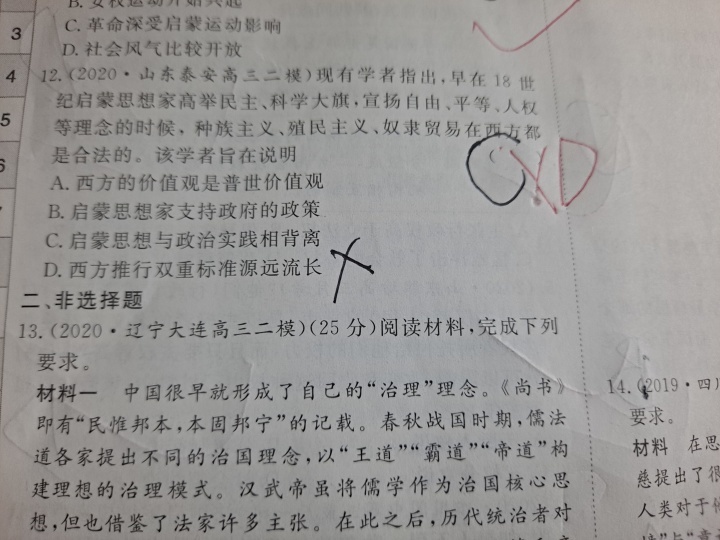 B. 女权运动开始兴起
C. 革命深受启蒙运动影响
D. 社会风气比较开放
12. (2020·山东泰安高三二模)现有学者指出,早在 18 世
纪启蒙思想家高举民主、科学大旗,宣扬自由、平等、人权
等理念的时候,种族主义、殖民主义、奴隶贸易在西方都
是合法的。该学者旨在说明 (
A. 西方的价值观是普世价值观
B. 启蒙思想家支持政府的政策
C. 启蒙思想与政治实践相背离
D. 西方推行双重标准源远流长
D
二、非选择题
13. (2020·辽宁大连高三二模)(25 分)阅读材料,完成下列
要求。
材料一 中国很早就形成了自己的“治理”理念。《尚书》
即有“民惟邦本,本固邦宁”的记载。春秋战国时期,儒法
道各家提出不同的治国理念,以“王道”“霸道”“帝道”构
建理想的治理模式。汉武帝虽将儒学作为治国核心思
想,但也借鉴了法家许多主张。在此之后,历代统治者对
14. (2019·四川
要求。
材料 在思
慈提出了很
人类对于
3
4
5
6